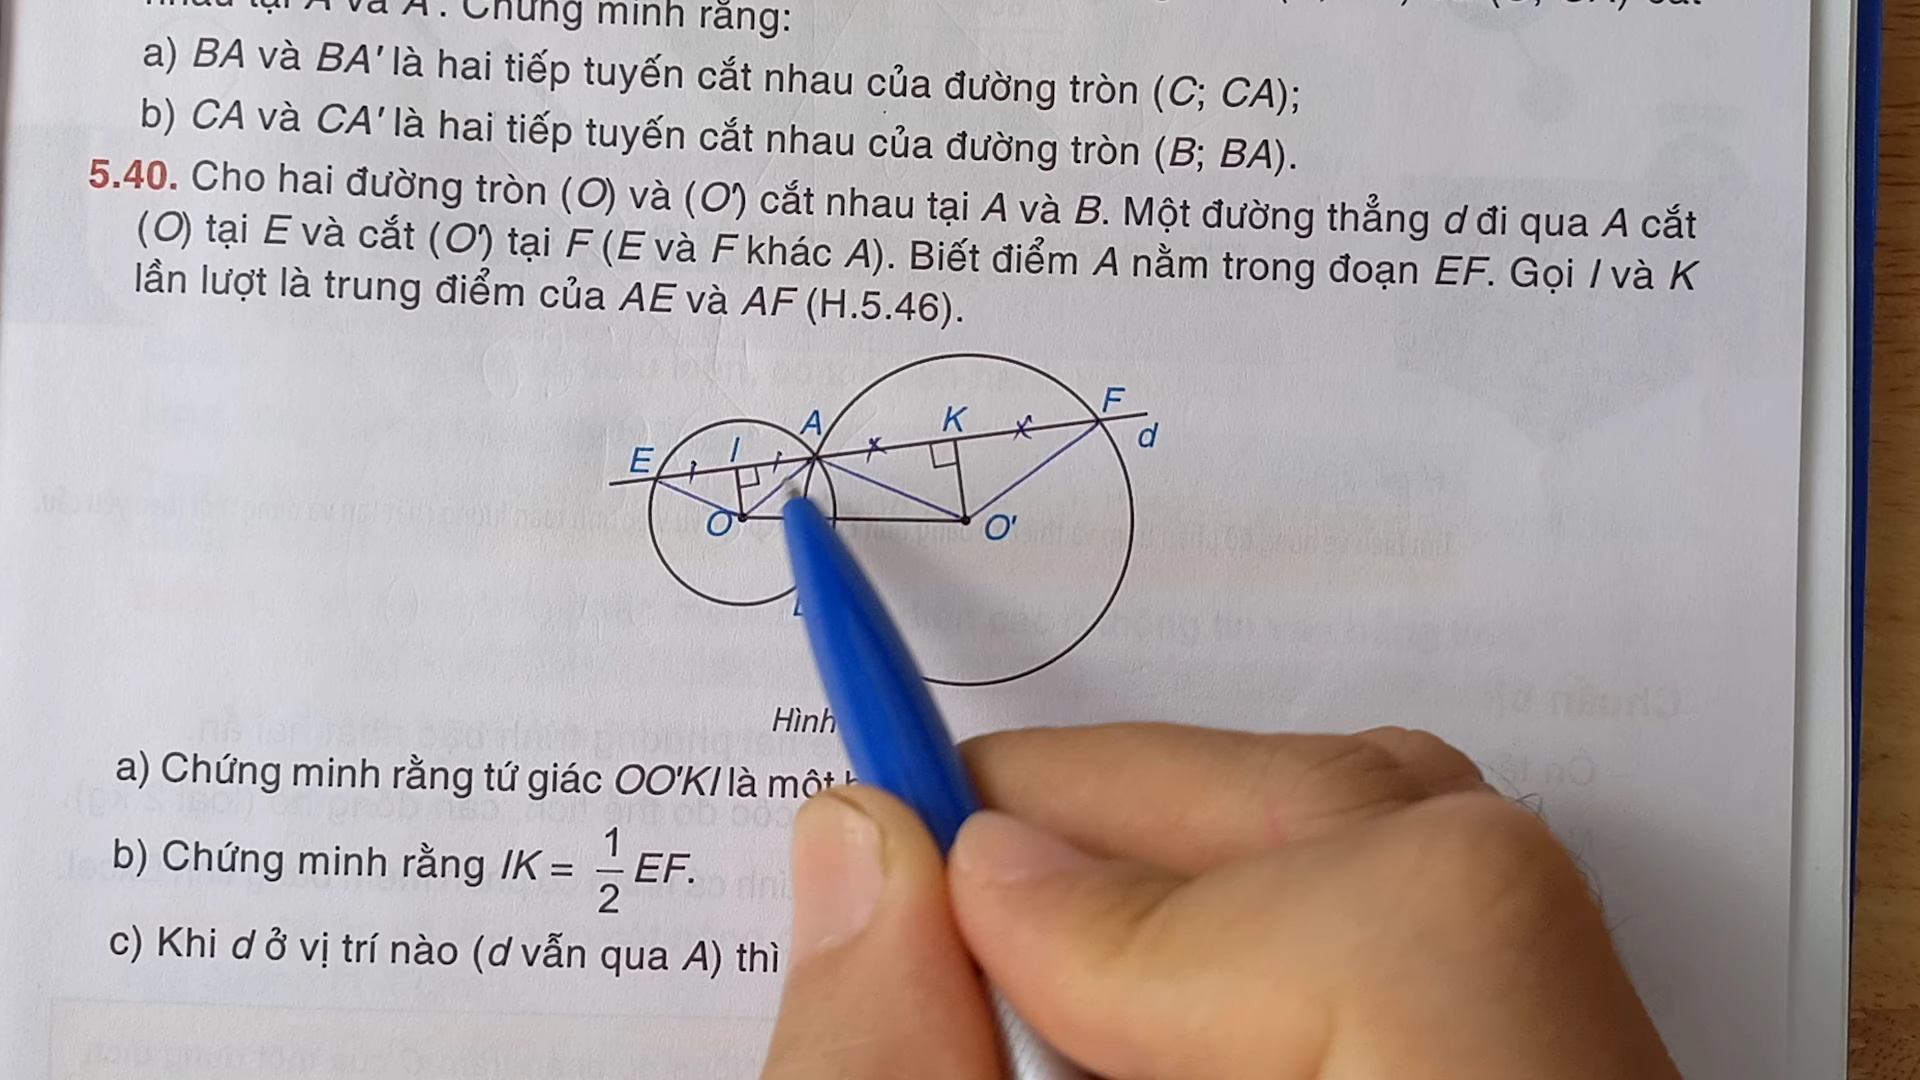 Chứng minh rằng:
a) BA và BA' là hai tiếp tuyến cắt nhau của đường tròn (C; CA);
b) CA và CA' là hai tiếp tuyến cắt nhau của đường tròn (B; BA).
5.40. Cho hai đường tròn (O) và (O') cắt nhau tại A và B. Một đường thẳng d đi qua A cắt
(O) tại E và cắt (O') tại F (E và F khác A). Biết điểm A nằm trong đoạn EF. Gọi I và K
lần lượt là trung điểm của AE và AF (H.5.46).
F
A
K
d
I
E
O
O'
Hình
a) Chứng minh rằng tứ giác OO'KI là một
b) Chứng minh rằng IK = 1/2 EF.
c) Khi d ở vị trí nào (d vẫn qua A) thì